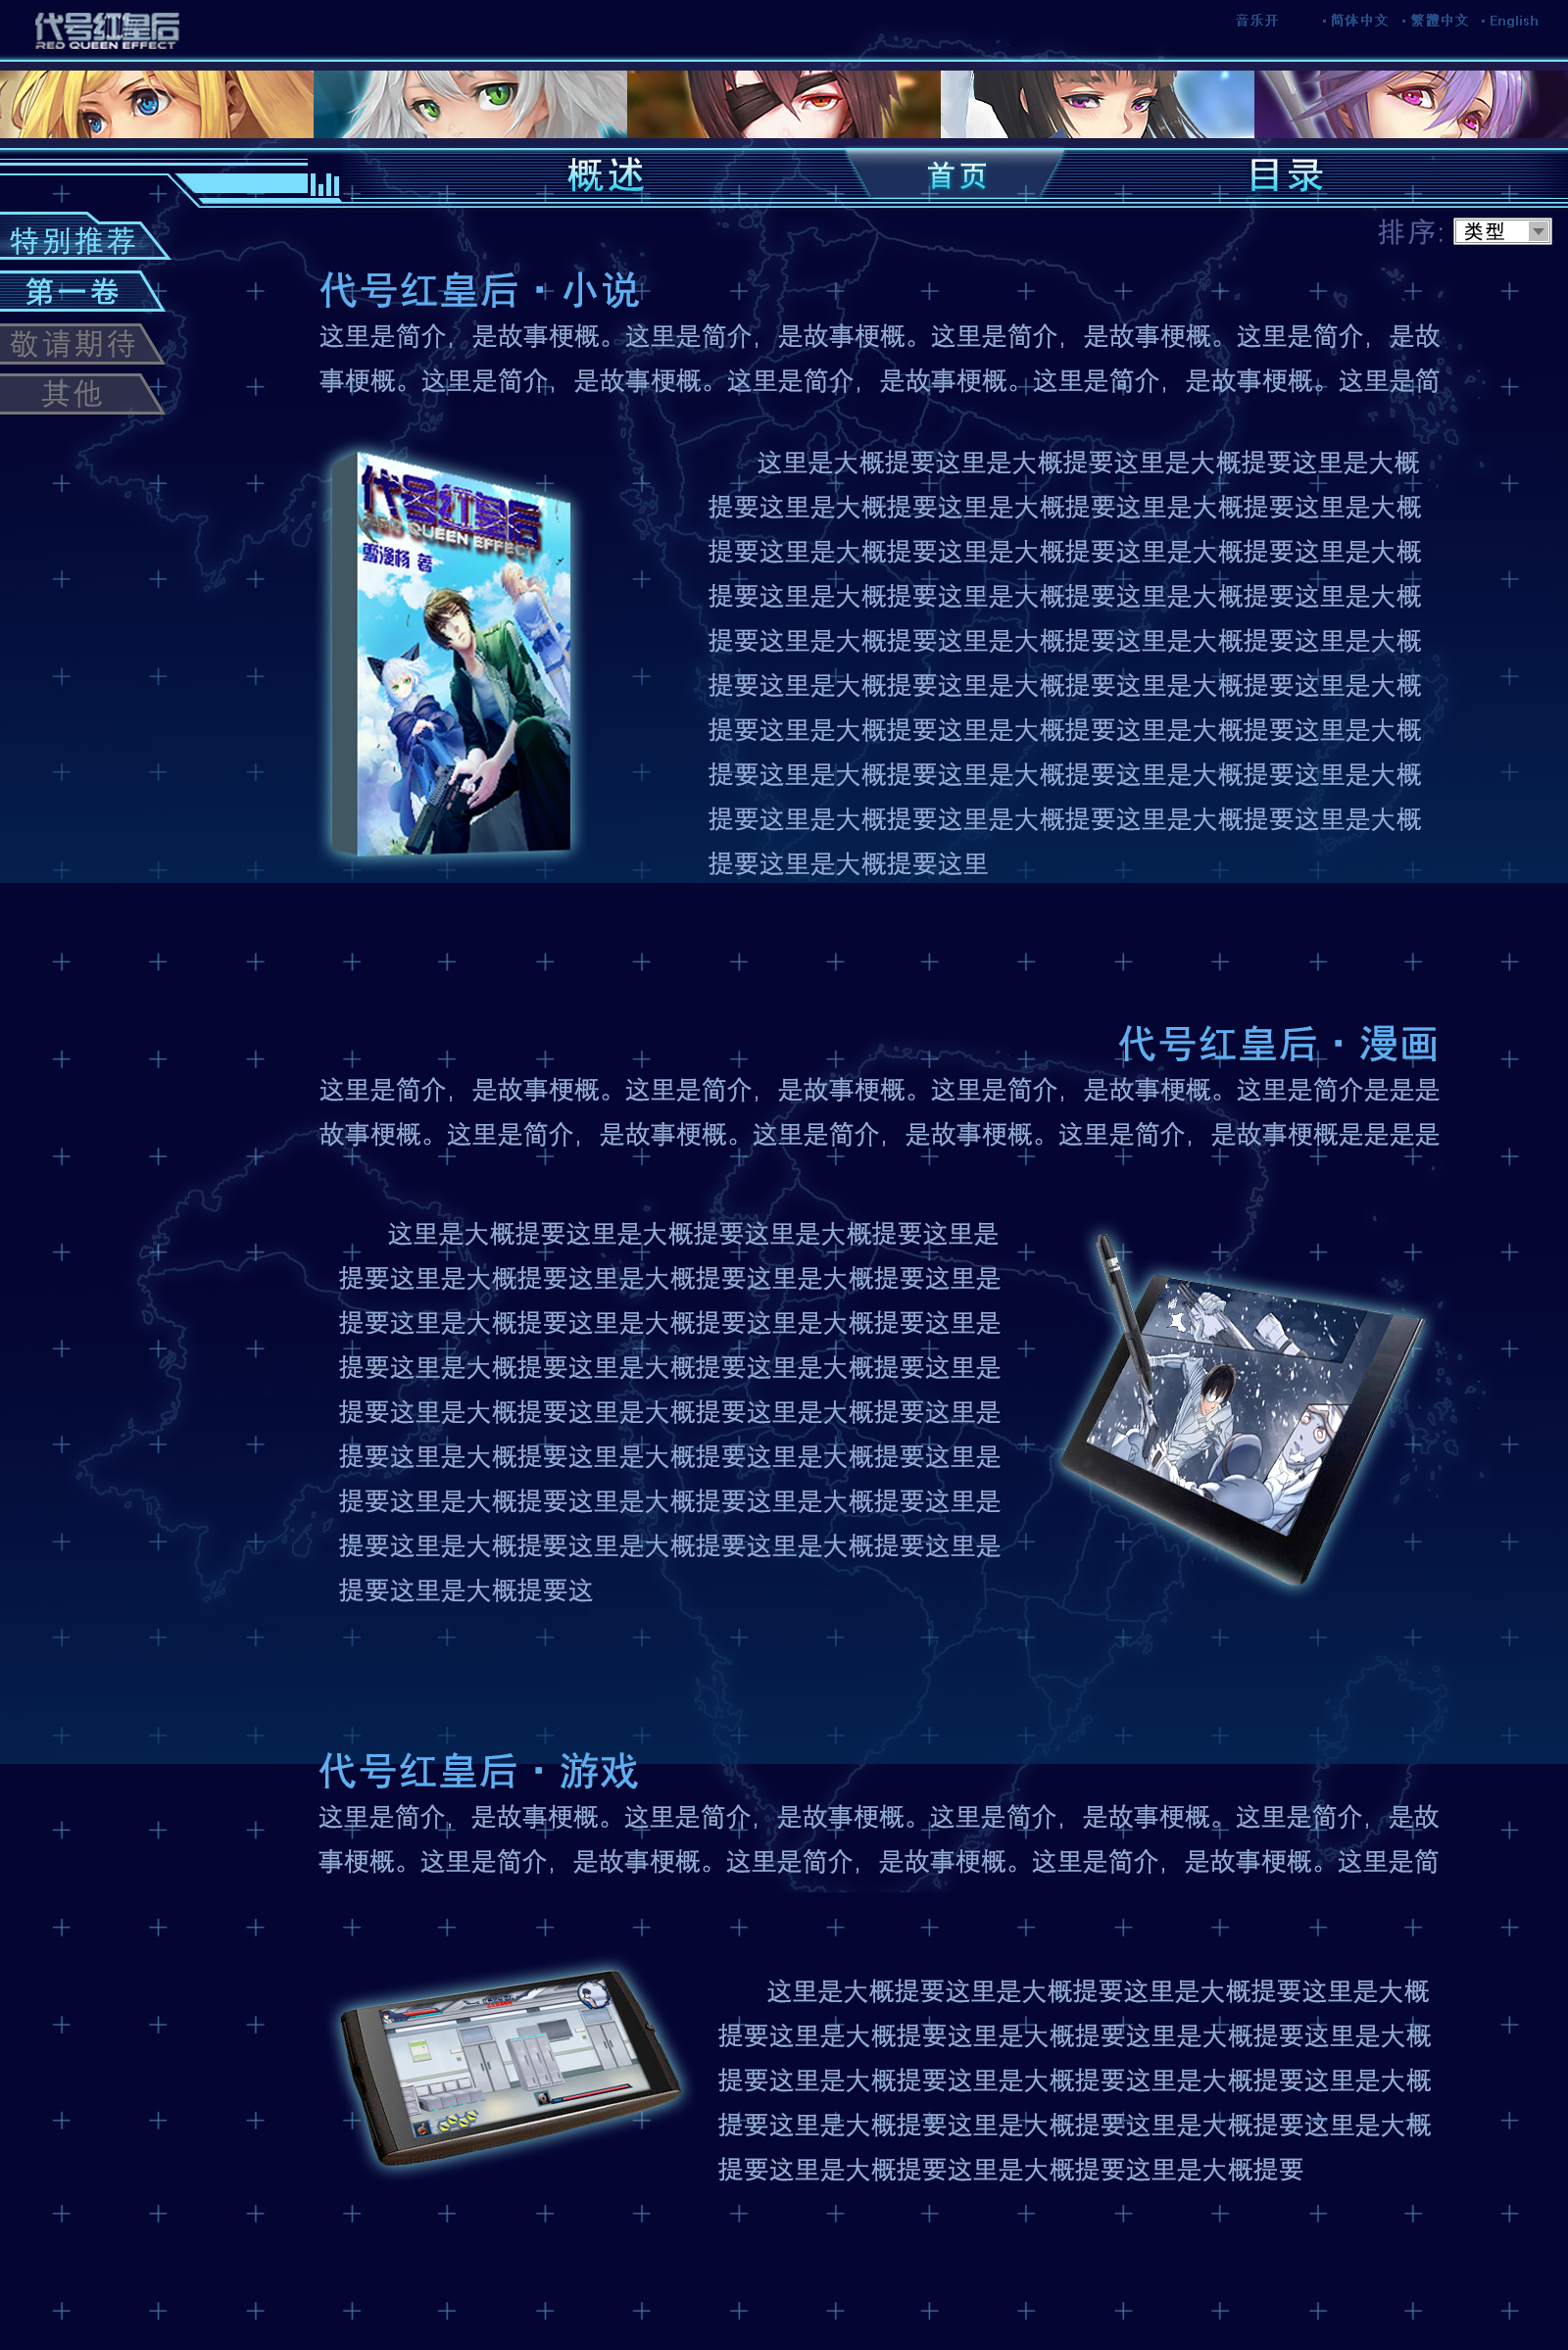 代号红皇后
RED QUEEN EFFECT
音乐开 ·简体中文 ·繁體中文 ·English
概述 首页 目录
特别推荐
第一卷
敬请期待
其他
排序: 类型
代号红皇后·小说
这里是简介，是故事梗概。这里是简介，是故事梗概。这里是简介，是故事梗概。这里是简介，是故
事梗概。这里是简介，是故事梗概。这里是简介，是故事梗概。这里是简介，是故事梗概。这里是简
代号红皇后
RED QUEEN EFFECT
雪漫杨 著
这里是大概提要这里是大概提要这里是大概提要这里是大概
提要这里是大概提要这里是大概提要这里是大概提要这里是大概
提要这里是大概提要这里是大概提要这里是大概提要这里是大概
提要这里是大概提要这里是大概提要这里是大概提要这里是大概
提要这里是大概提要这里是大概提要这里是大概提要这里是大概
提要这里是大概提要这里是大概提要这里是大概提要这里是大概
提要这里是大概提要这里是大概提要这里是大概提要这里是大概
提要这里是大概提要这里是大概提要这里是大概提要这里是大概
提要这里是大概提要这里是大概提要这里是大概提要这里是大概
提要这里是大概提要这里
代号红皇后·漫画
这里是简介，是故事梗概。这里是简介，是故事梗概。这里是简介，是故事梗概。这里是简介是是是
故事梗概。这里是简介，是故事梗概。这里是简介，是故事梗概。这里是简介，是故事梗概是是是是
这里是大概提要这里是大概提要这里是大概提要这里是
提要这里是大概提要这里是大概提要这里是大概提要这里是
提要这里是大概提要这里是大概提要这里是大概提要这里是
提要这里是大概提要这里是大概提要这里是大概提要这里是
提要这里是大概提要这里是大概提要这里是大概提要这里是
提要这里是大概提要这里是大概提要这里是大概提要这里是
提要这里是大概提要这里是大概提要这里是大概提要这里是
提要这里是大概提要这里是大概提要这里是大概提要这里是
提要这里是大概提要这
代号红皇后·游戏
这里是简介，是故事梗概。这里是简介，是故事梗概。这里是简介，是故事梗概。这里是简介，是故
事梗概。这里是简介，是故事梗概。这里是简介，是故事梗概。这里是简介，是故事梗概。这里是简
这里是大概提要这里是大概提要这里是大概提要这里是大概
提要这里是大概提要这里是大概提要这里是大概提要这里是大概
提要这里是大概提要这里是大概提要这里是大概提要这里是大概
提要这里是大概提要这里是大概提要这里是大概提要这里是大概
提要这里是大概提要这里是大概提要这里是大概提要